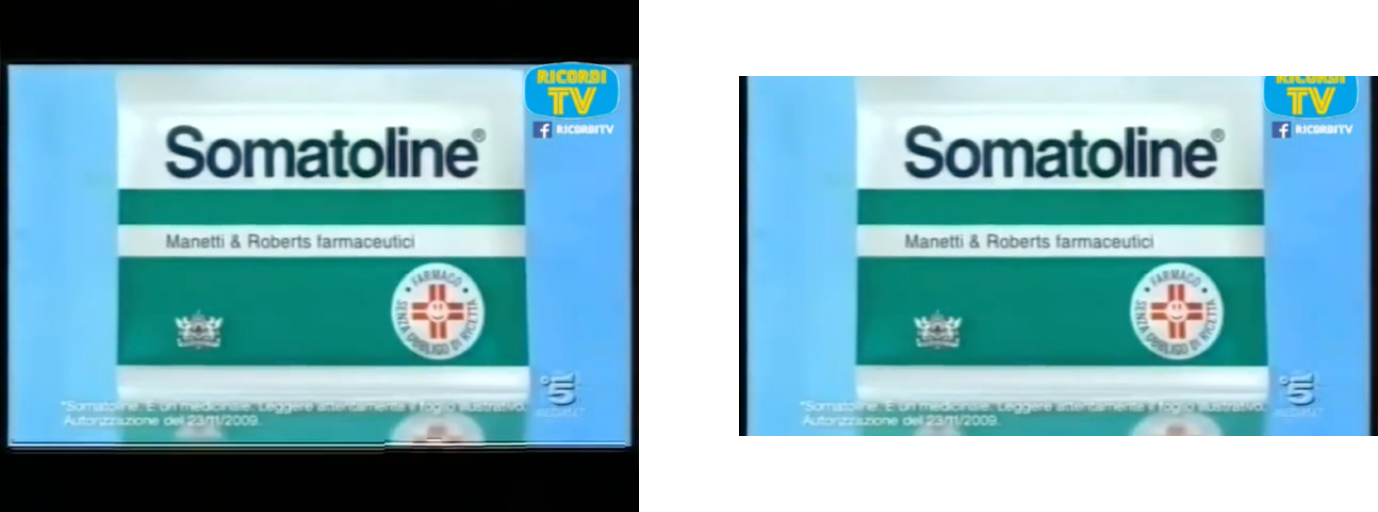 RICORDI
TV
RICORDITV
Somatoline®
Manetti & Roberts farmaceutici
• FARMACO •
SENZA OBBLIGO DI RICETTA
5
MEDIASET
*Somatoline. È un medicinale. Leggere attentamente il foglio illustrativo.
Autorizzazione del 23/11/2009.
RICORDI
TV
RICORDITV
Somatoline®
Manetti & Roberts farmaceutici
• FARMACO •
SENZA OBBLIGO DI RICETTA
5
MEDIASET
*Somatoline. È un medicinale. Leggere attentamente il foglio illustrativo.
Autorizzazione del 23/11/2009.